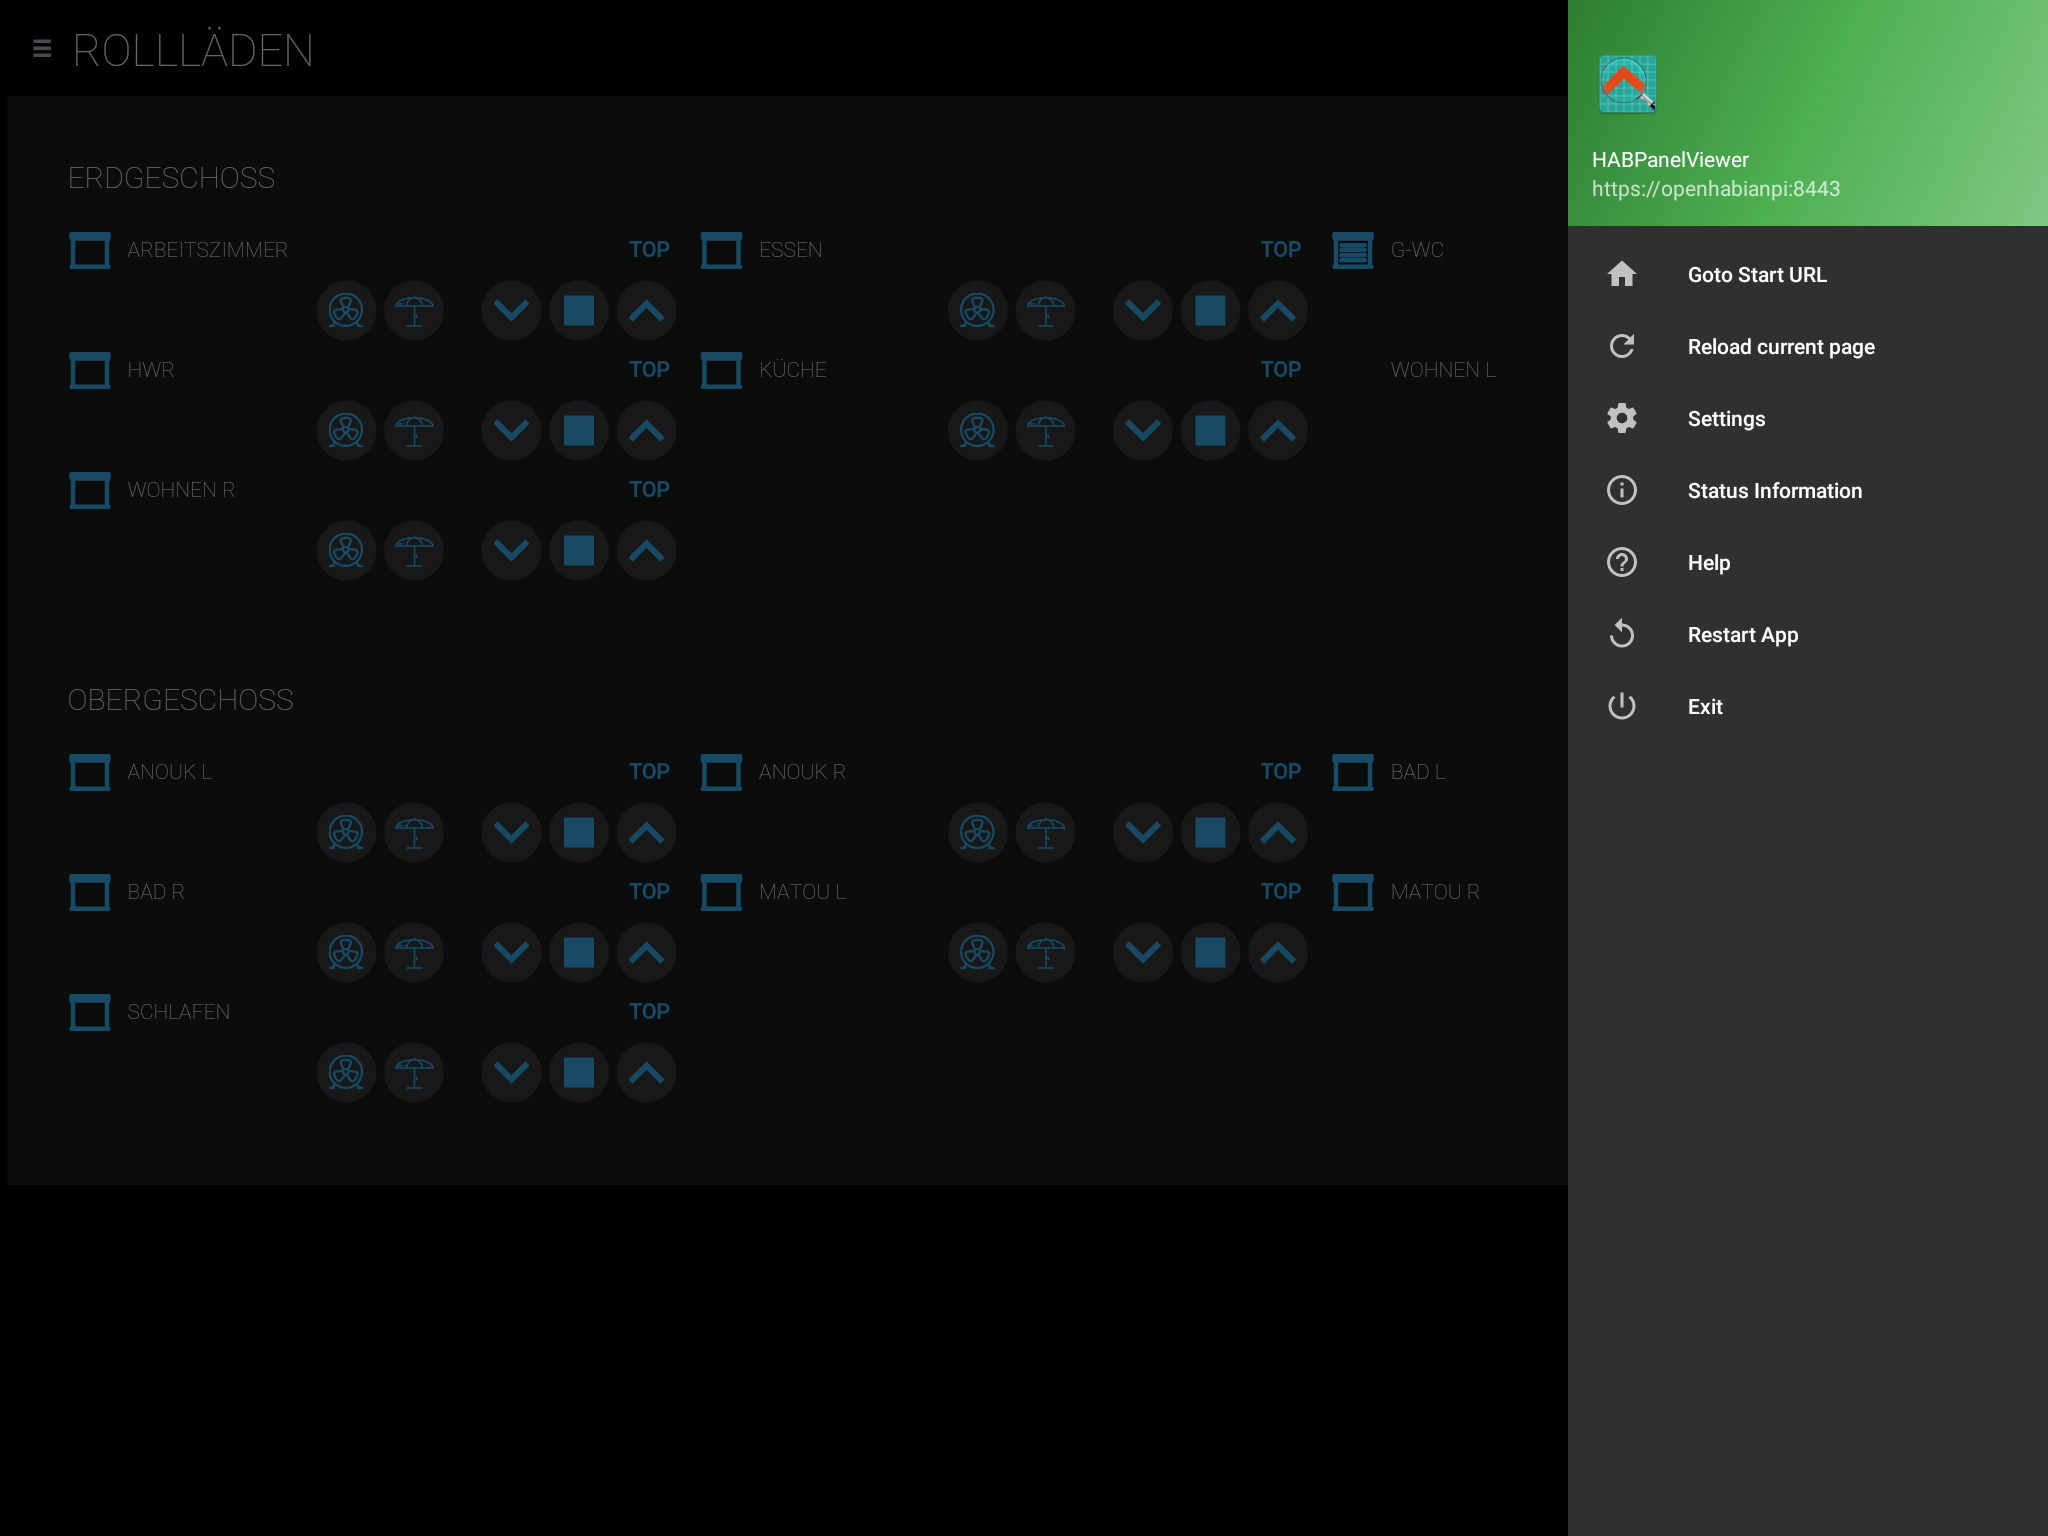 ROLLLÄDEN
ERDGESCHOSS
ARBEITSZIMMER TOP ESSEN TOP G-WC
HWR TOP KÜCHE TOP WOHNEN L
WOHNEN R TOP
OBERGESCHOSS
ANOUK L TOP ANOUK R TOP BAD L
BAD R TOP MATOU L TOP MATOU R
SCHLAFEN TOP
HABPanelViewer
https://openhabianpi:8443
Goto Start URL
Reload current page
Settings
Status Information
Help
Restart App
Exit